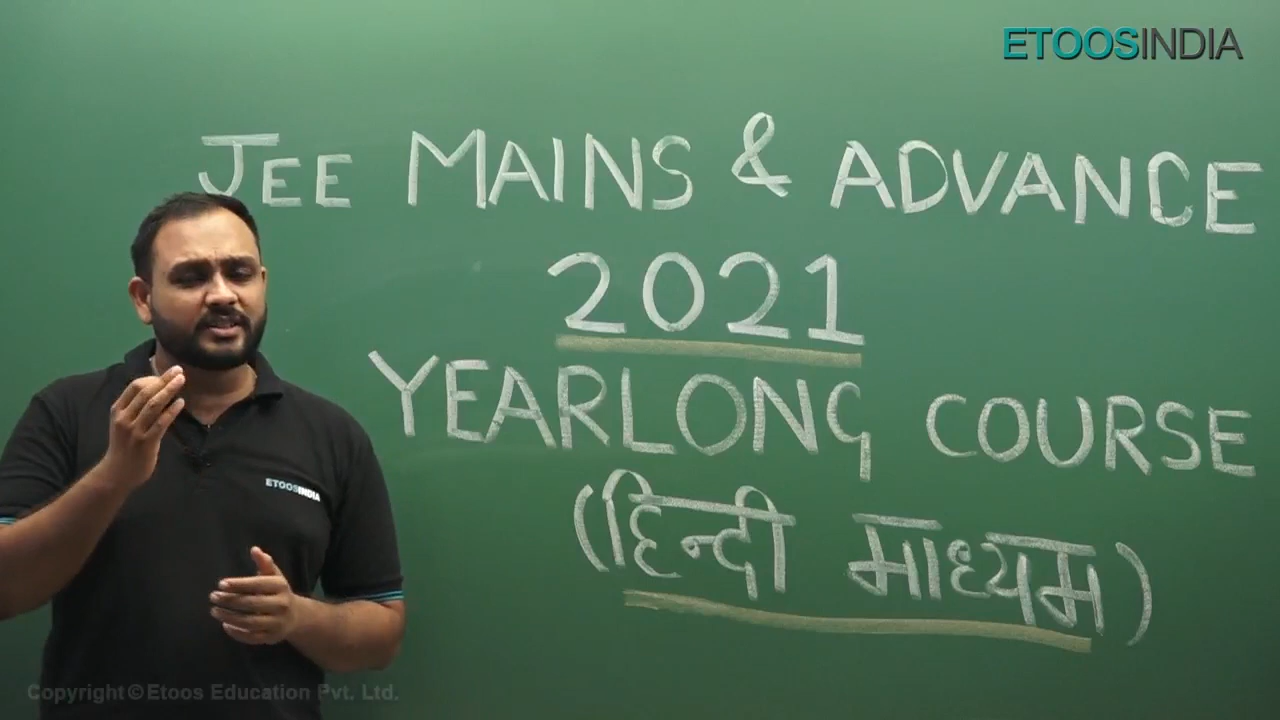 ETOOSINDIA
JEE MAINS & ADVANCE
2021
YEARLONG COURSE
(हिन्दी माध्यम)
ETOOSINDIA
Copyright © Etoos Education Pvt. Ltd.